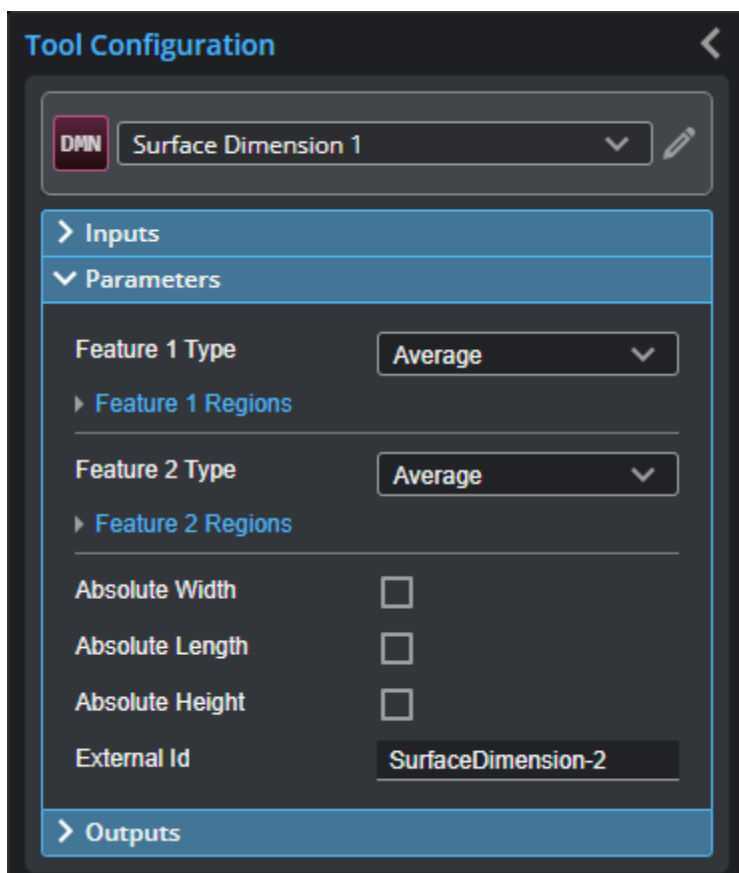 Tool Configuration
DMN Surface Dimension 1
Inputs
Parameters
Feature 1 Type Average
Feature 1 Regions
Feature 2 Type Average
Feature 2 Regions
Absolute Width
Absolute Length
Absolute Height
External Id SurfaceDimension-2
Outputs